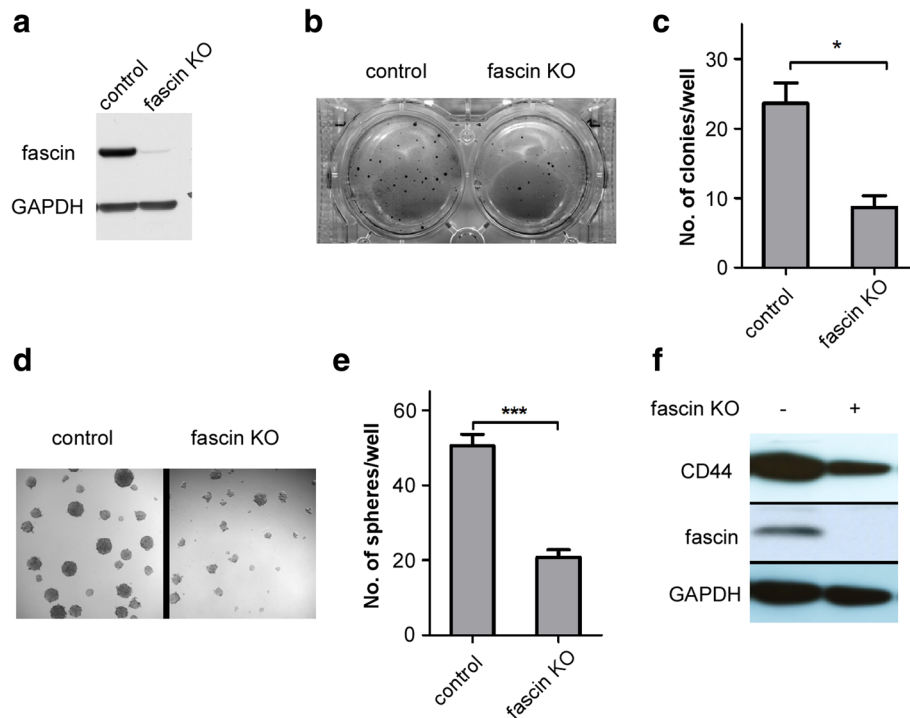 a
control
fascin KO
fascin
GAPDH
b
control fascin KO
c
No. of clonies/well
30
20
10
0
*
control
fascin KO
d
control fascin KO
e
No. of spheres/well
60
40
20
0
***
control
fascin KO
f
fascin KO - +
CD44
fascin
GAPDH